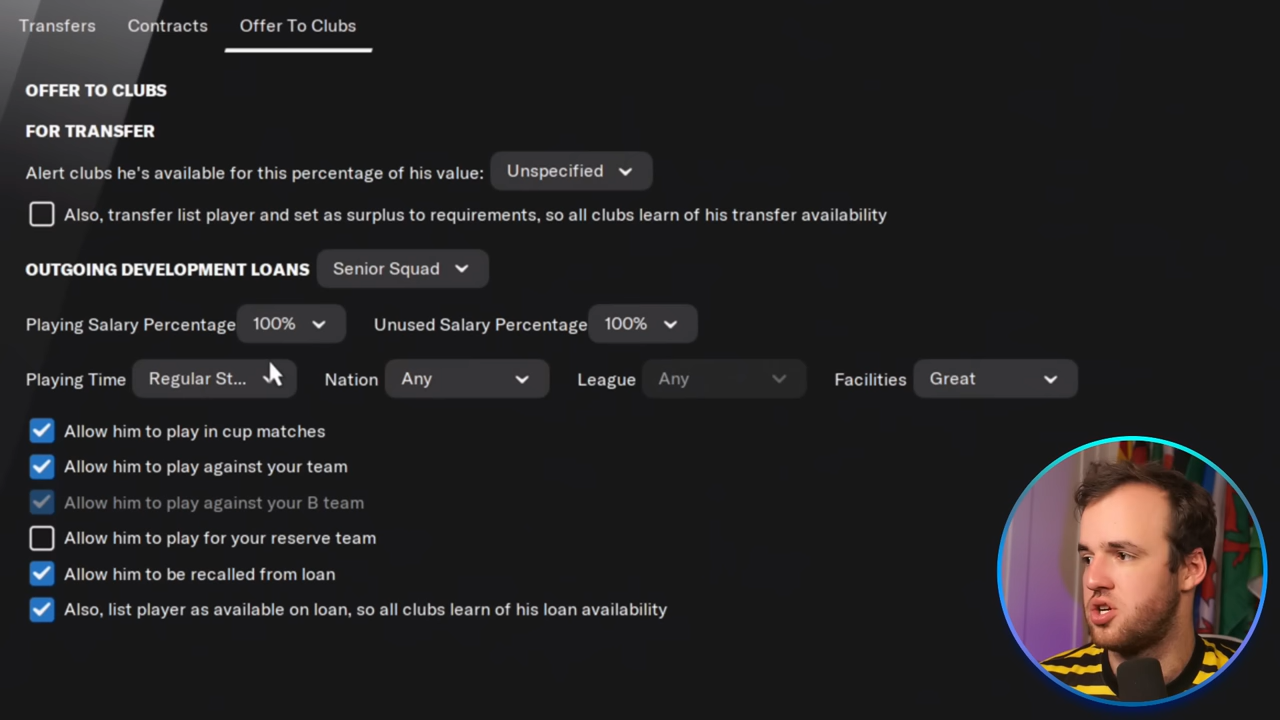 Transfers Contracts Offer To Clubs
OFFER TO CLUBS
FOR TRANSFER
Alert clubs he's available for this percentage of his value: Unspecified
Also, transfer list player and set as surplus to requirements, so all clubs learn of his transfer availability
OUTGOING DEVELOPMENT LOANS Senior Squad
Playing Salary Percentage 100% Unused Salary Percentage 100%
Playing Time Regular St... Nation Any League Any Facilities Great
Allow him to play in cup matches
Allow him to play against your team
Allow him to play against your B team
Allow him to play for your reserve team
Allow him to be recalled from loan
Also, list player as available on loan, so all clubs learn of his loan availability